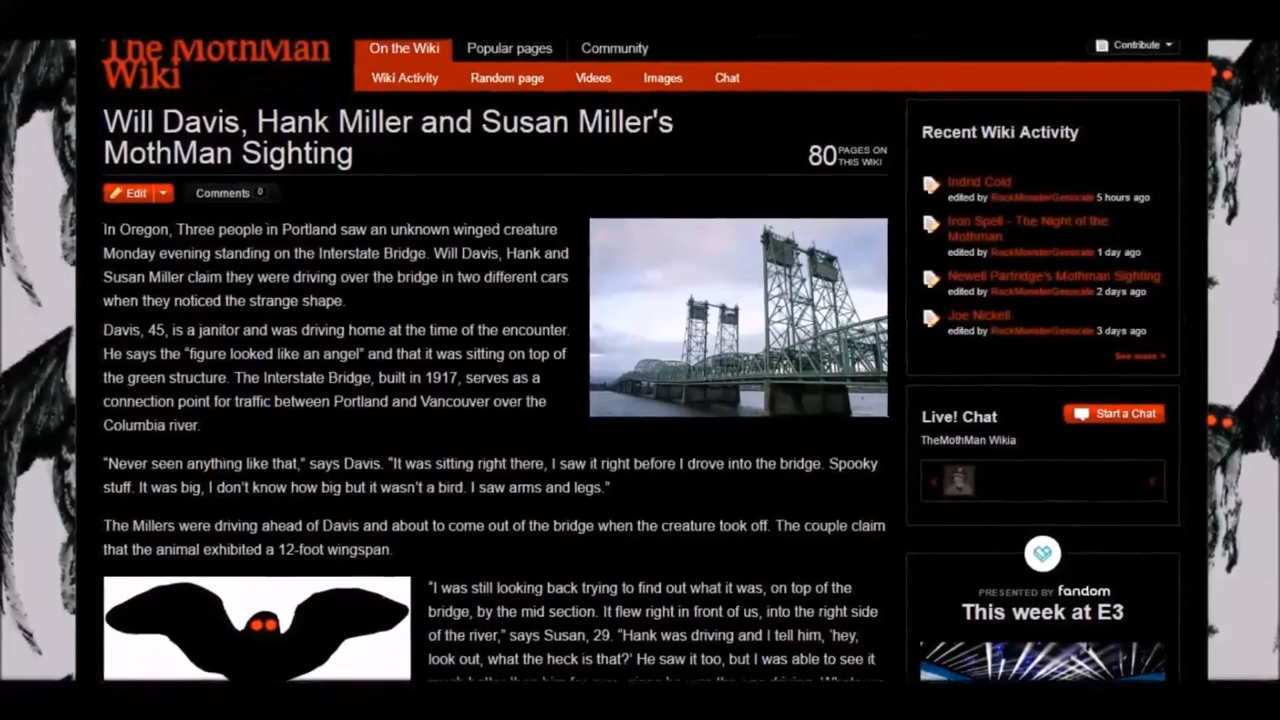 The MothMan
Wiki
On the Wiki
Popular pages
Community
Contribute
Wiki Activity
Random page
Videos
Images
Chat
Will Davis, Hank Miller and Susan Miller's
MothMan Sighting
80 PAGES ON
THIS WIKI
Edit
Comments 0
In Oregon, Three people in Portland saw an unknown winged creature
Monday evening standing on the Interstate Bridge. Will Davis, Hank and
Susan Miller claim they were driving over the bridge in two different cars
when they noticed the strange shape.
Davis, 45, is a janitor and was driving home at the time of the encounter.
He says the “figure looked like an angel” and that it was sitting on top of
the green structure. The Interstate Bridge, built in 1917, serves as a
connection point for traffic between Portland and Vancouver over the
Columbia river.
“Never seen anything like that,” says Davis. “It was sitting right there, I saw it right before I drove into the bridge. Spooky
stuff. It was big, I don’t know how big but it wasn’t a bird. I saw arms and legs.”
The Millers were driving ahead of Davis and about to come out of the bridge when the creature took off. The couple claim
that the animal exhibited a 12-foot wingspan.
“I was still looking back trying to find out what it was, on top of the
bridge, by the mid section. It flew right in front of us, into the right side
of the river,” says Susan, 29. “Hank was driving and I tell him, ‘hey,
look out, what the heck is that?’ He saw it too, but I was able to see it
Recent Wiki Activity
Indrid Cold
edited by RockMonsterGenocide 5 hours ago
Iron Spell - The Night of the
Mothman
edited by RockMonsterGenocide 1 day ago
Newell Partridge's Mothman Sighting
edited by RockMonsterGenocide 2 days ago
Joe Nickell
edited by RockMonsterGenocide 3 days ago
See more >
Live! Chat
Start a Chat
TheMothMan Wikia
PRESENTED BY fandom
This week at E3